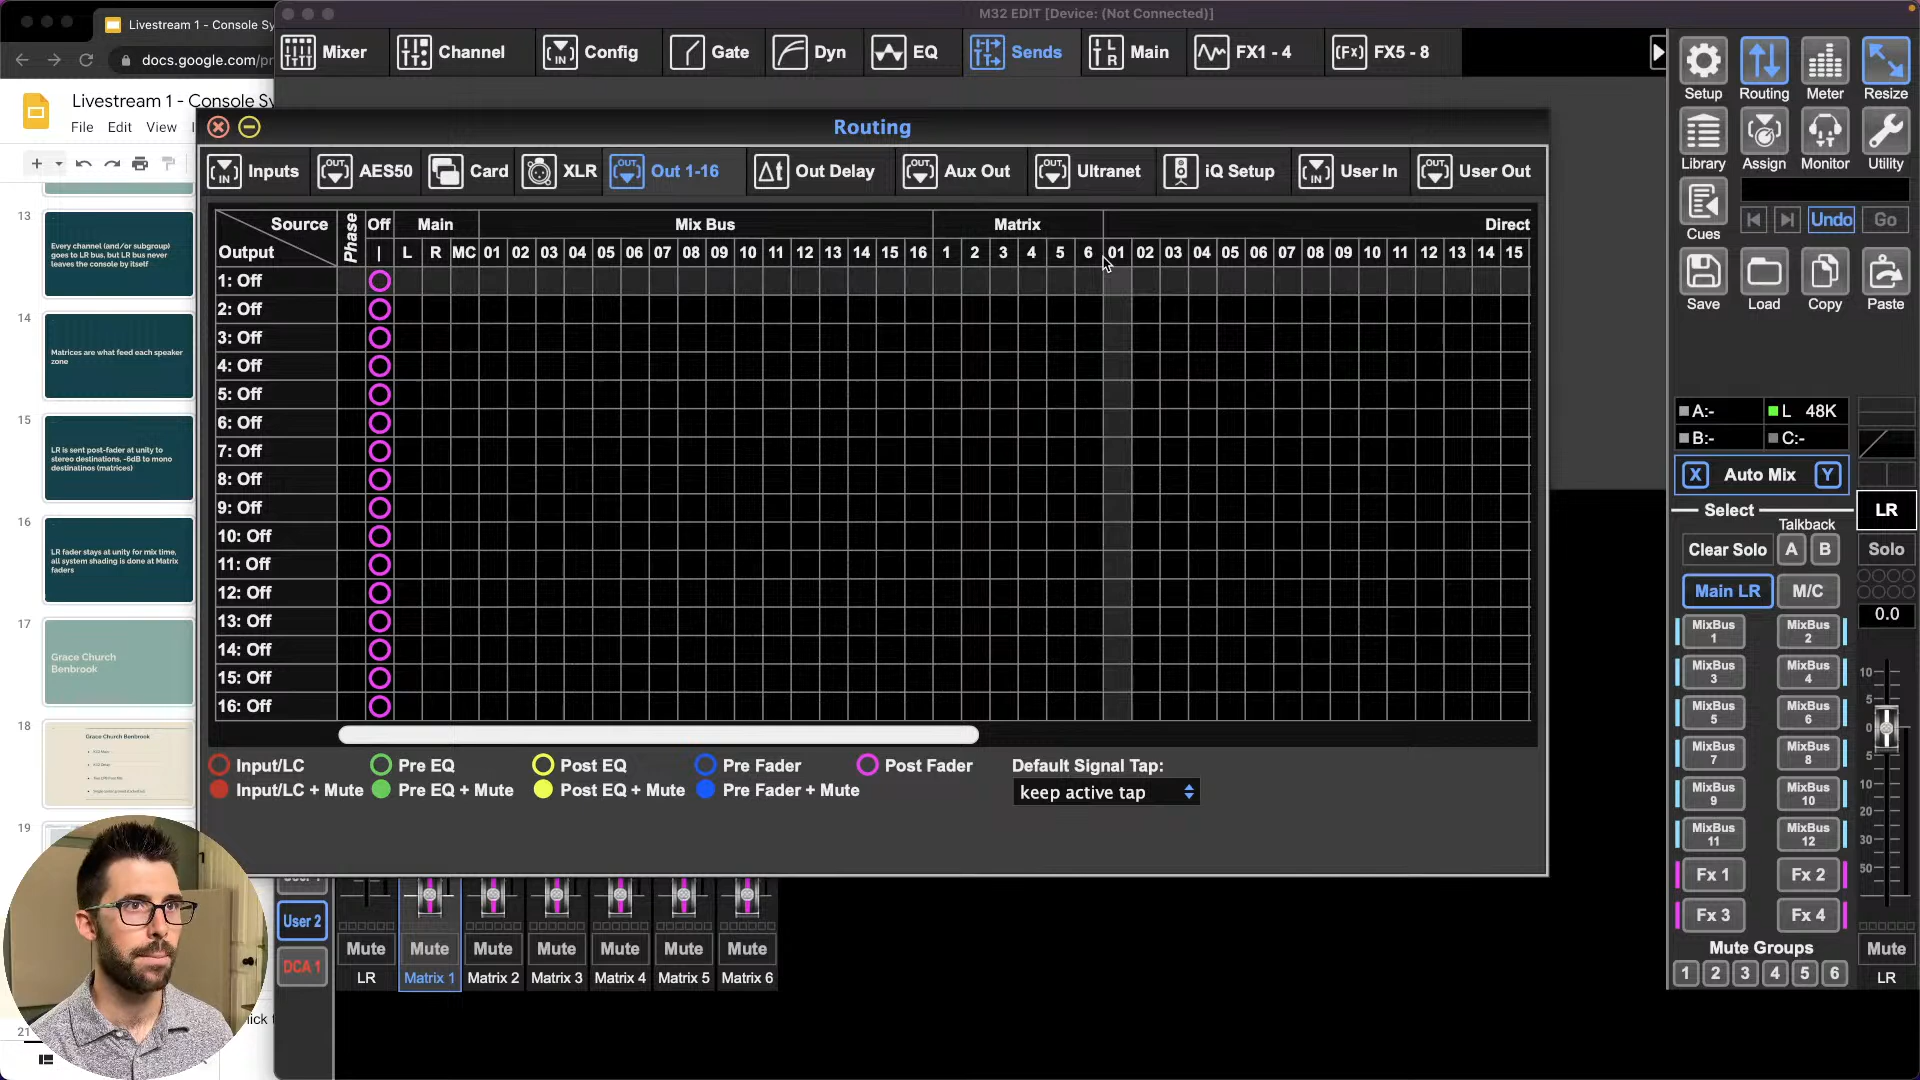 Livestream 1 - Console Sy
docs.google.com/pr
Livestream 1 - Console Sy
File Edit View
M32 EDIT [Device: (Not Connected)]
Mixer Channel Config Gate Dyn EQ Sends Main FX1 - 4 FX5 - 8
Setup Routing Meter Resize
Library Assign Monitor Utility
Cues Undo Go
Save Load Copy Paste
Routing
Inputs AES50 Card XLR Out 1-16 Out Delay Aux Out Ultranet iQ Setup User In User Out
Source Phase Off Main Mix Bus Matrix Direct
Output | L R MC 01 02 03 04 05 06 07 08 09 10 11 12 13 14 15 16 1 2 3 4 5 6 01 02 03 04 05 06 07 08 09 10 11 12 13 14 15
1: Off
2: Off
3: Off
4: Off
5: Off
6: Off
7: Off
8: Off
9: Off
10: Off
11: Off
12: Off
13: Off
14: Off
15: Off
16: Off
Input/LC Pre EQ Post EQ Pre Fader Post Fader Default Signal Tap:
Input/LC + Mute Pre EQ + Mute Post EQ + Mute Pre Fader + Mute keep active tap
13
Every channel (and/or subgroup)
goes to LR bus, but LR bus never
leaves the console by itself
14
Matrices are what feed each speaker
zone
15
LR is sent post-fader at unity to
stereo destinations. -6dB to mono
destinatinos (matrices)
16
LR fader stays at unity for mix time,
all system shading is done at Matrix
faders
17
Grace Church
Benbrook
18
Grace Church Benbrook
19
21
A:- L 48K
B:- C:-
X Auto Mix Y
Select LR
Talkback
Clear Solo A B Solo
Main LR M/C
0.0
MixBus 1 MixBus 2
MixBus 3 MixBus 4
MixBus 5 MixBus 6
MixBus 7 MixBus 8
MixBus 9 MixBus 10
MixBus 11 MixBus 12
Fx 1 Fx 2
Fx 3 Fx 4
10
5
0
5
10
20
30
50
Mute Groups
1 2 3 4 5 6
Mute
LR
User 2
DCA 1
Mute Mute Mute Mute Mute Mute Mute
LR Matrix 1 Matrix 2 Matrix 3 Matrix 4 Matrix 5 Matrix 6